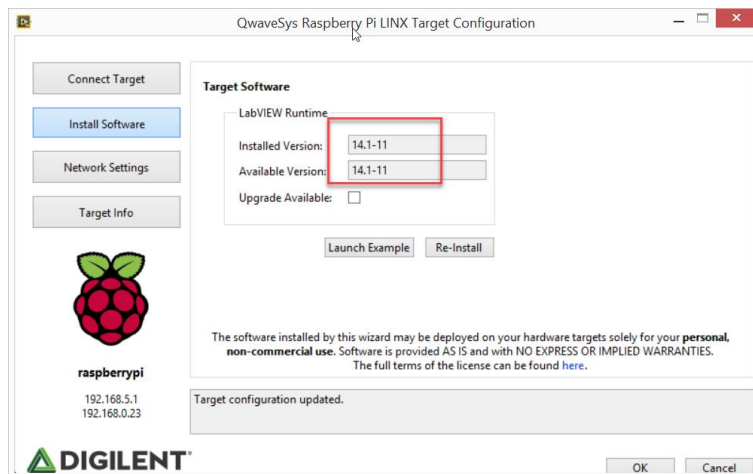 QwaveSys Raspberry Pi LINX Target Configuration
Connect Target
Install Software
Network Settings
Target Info
raspberrypi
192.168.5.1
192.168.0.23
DIGILENT®
Target Software
LabVIEW Runtime
Installed Version: 14.1-11
Available Version: 14.1-11
Upgrade Available:
Launch Example Re-Install
The software installed by this wizard may be deployed on your hardware targets solely for your personal,
non-commercial use. Software is provided AS IS and with NO EXPRESS OR IMPLIED WARRANTIES.
The full terms of the license can be found here.
Target configuration updated.
OK Cancel